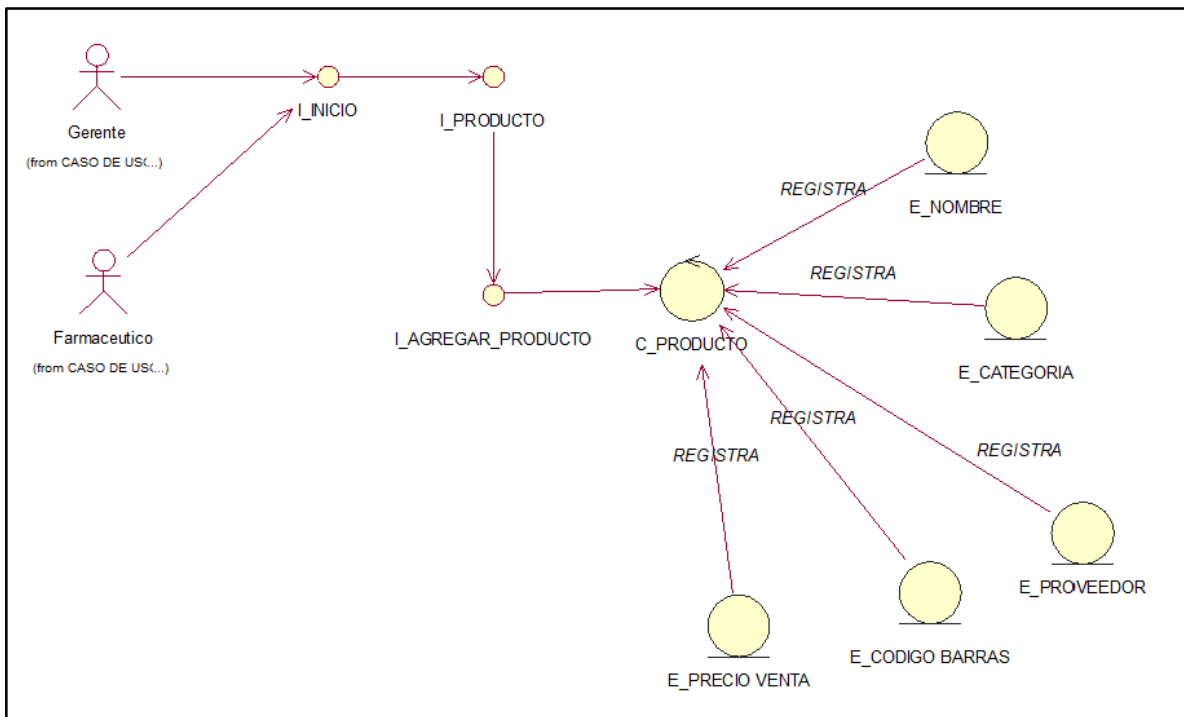 Gerente
(from CASO DE US(...)
I_INICIO
I_PRODUCTO
Farmaceutico
(from CASO DE US(...)
I_AGREGAR_PRODUCTO
C_PRODUCTO
REGISTRA
E_NOMBRE
REGISTRA
E_CATEGORIA
REGISTRA
E_PROVEEDOR
REGISTRA
E_CODIGO BARRAS
REGISTRA
E_PRECIO VENTA